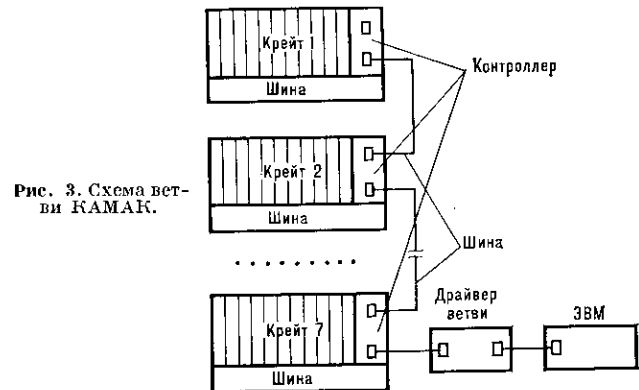 Крейт 1
Шина
Контроллер
Крейт 2
Шина
Рис. 3. Схема вет-
ви КАМАК.
Шина
Драйвер
ветви
ЭВМ
Крейт 7
Шина